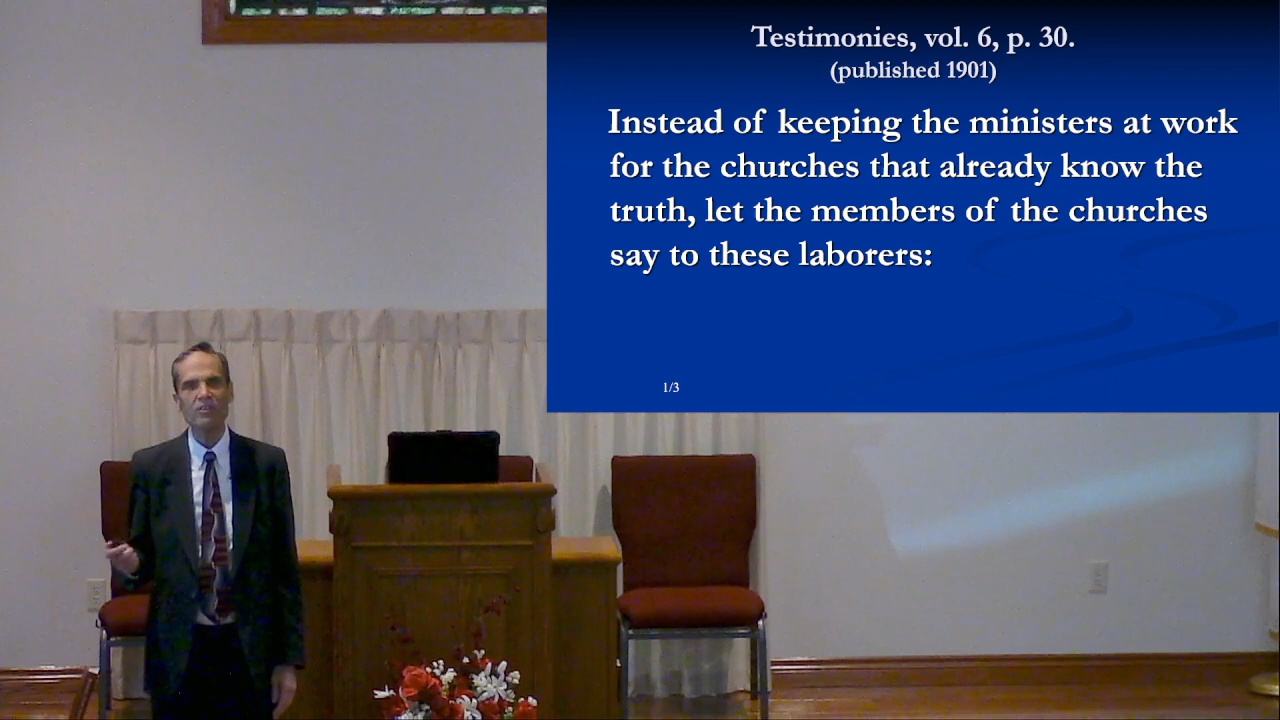 Testimonies, vol. 6, p. 30.
(published 1901)
Instead of keeping the ministers at work
for the churches that already know the
truth, let the members of the churches
say to these laborers:
1/3